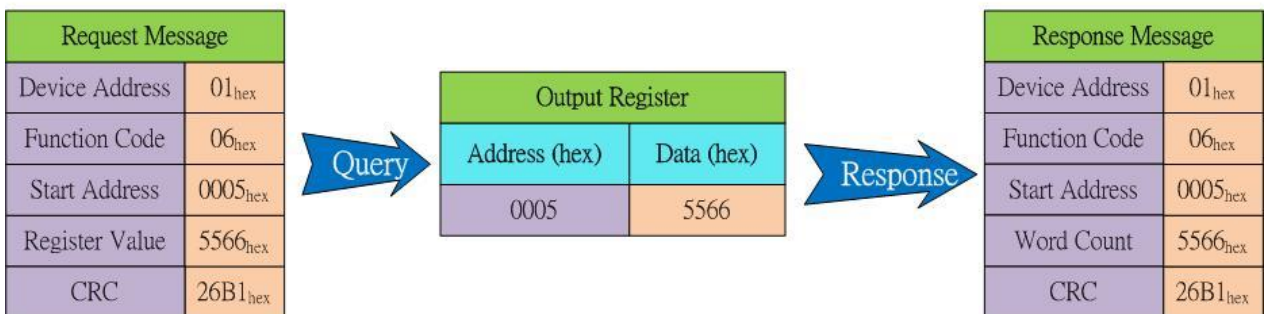 Request Message
Device Address 01hex
Function Code 06hex
Start Address 0005hex
Register Value 5566hex
CRC 26B1hex
Query
Output Register
Address (hex) Data (hex)
0005 5566
Response
Response Message
Device Address 01hex
Function Code 06hex
Start Address 0005hex
Word Count 5566hex
CRC 26B1hex